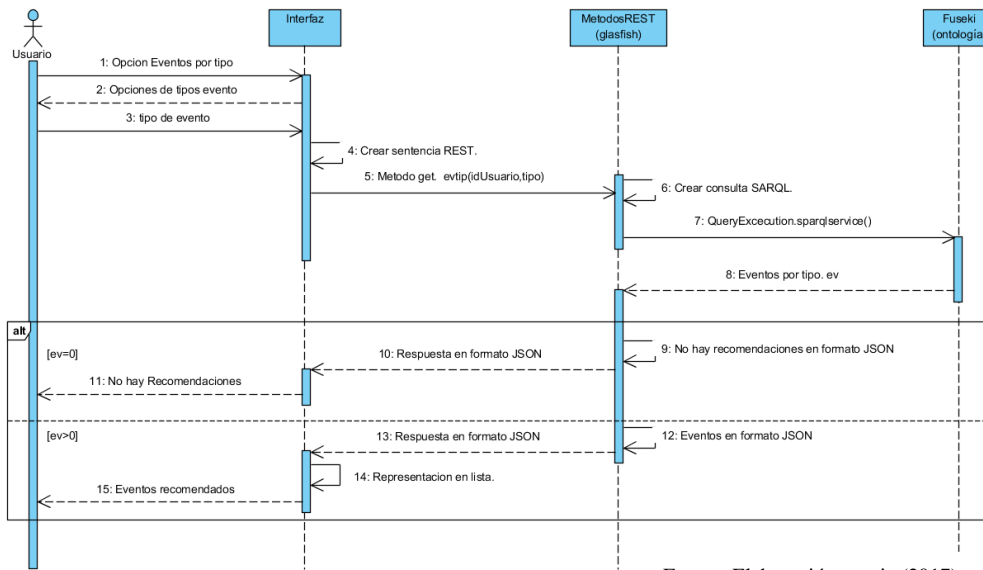 Usuario
Interfaz
MetodosREST
(glasfish)
Fuseki
(ontología
1: Opcion Eventos por tipo
2: Opciones de tipos evento
3: tipo de evento
4: Crear sentencia REST.
5: Metodo get. evtip(idUsuario,tipo)
6: Crear consulta SARQL.
7: QueryExcecution.sparqlservice()
8: Eventos por tipo. ev
alt
[ev=0]
9: No hay recomendaciones en formato JSON
10: Respuesta en formato JSON
11: No hay Recomendaciones
[ev>0]
12: Eventos en formato JSON
13: Respuesta en formato JSON
14: Representacion en lista.
15: Eventos recomendados